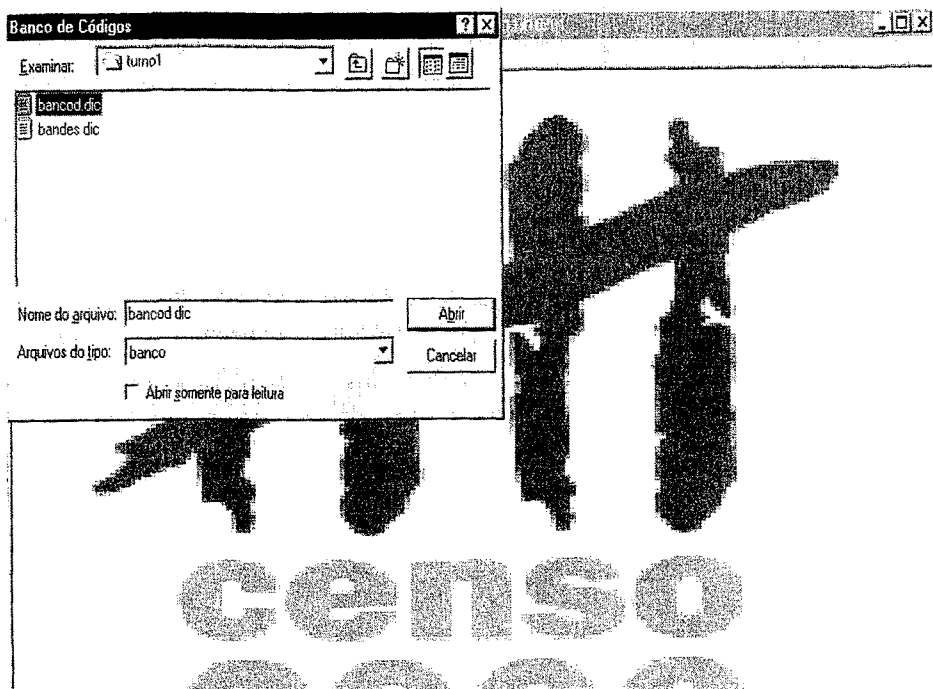 Banco de Códigos
Examinar: turno1
bancod.dic
bandes dic
Nome do arquivo: bancod dic Abrir
Arquivos do tipo: banco Cancelar
Abrir somente para leitura
censo